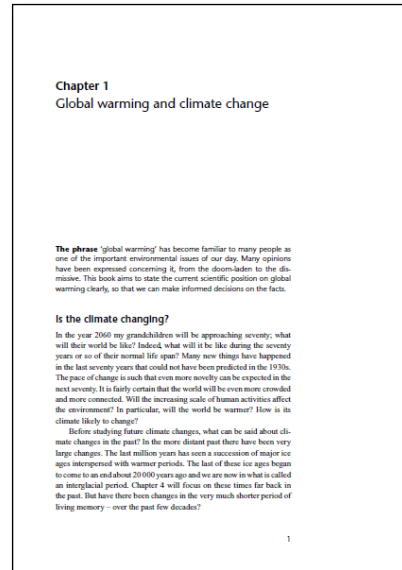 Chapter 1
Global warming and climate change
The phrase ‘global warming’ has become familiar to many people as
one of the important environmental issues of our day. Many opinions
have been expressed concerning it, from the doom-laden to the dis-
missive. This book aims to state the current scientific position on global
warming clearly, so that we can make informed decisions on the facts.
Is the climate changing?
In the year 2060 my grandchildren will be approaching seventy; what
will their world be like? Indeed, what will it be like during the seventy
years or so of their normal life span? Many new things have happened
in the last seventy years that could not have been predicted in the 1930s.
The pace of change is such that even more novelty can be expected in the
next seventy. It is fairly certain that the world will be even more crowded
and more connected. Will the increasing scale of human activities affect
the environment? In particular, will the world be warmer? How is its
climate likely to change?
Before studying future climate changes, what can be said about cli-
mate changes in the past? In the more distant past there have been very
large changes. The last million years has seen a succession of major ice
ages interspersed with warmer periods. The last of these ice ages began
to come to an end about 20 000 years ago and we are now in what is called
an interglacial period. Chapter 4 will focus on these times far back in
the past. But have there been changes in the very much shorter period of
living memory – over the past few decades?
1